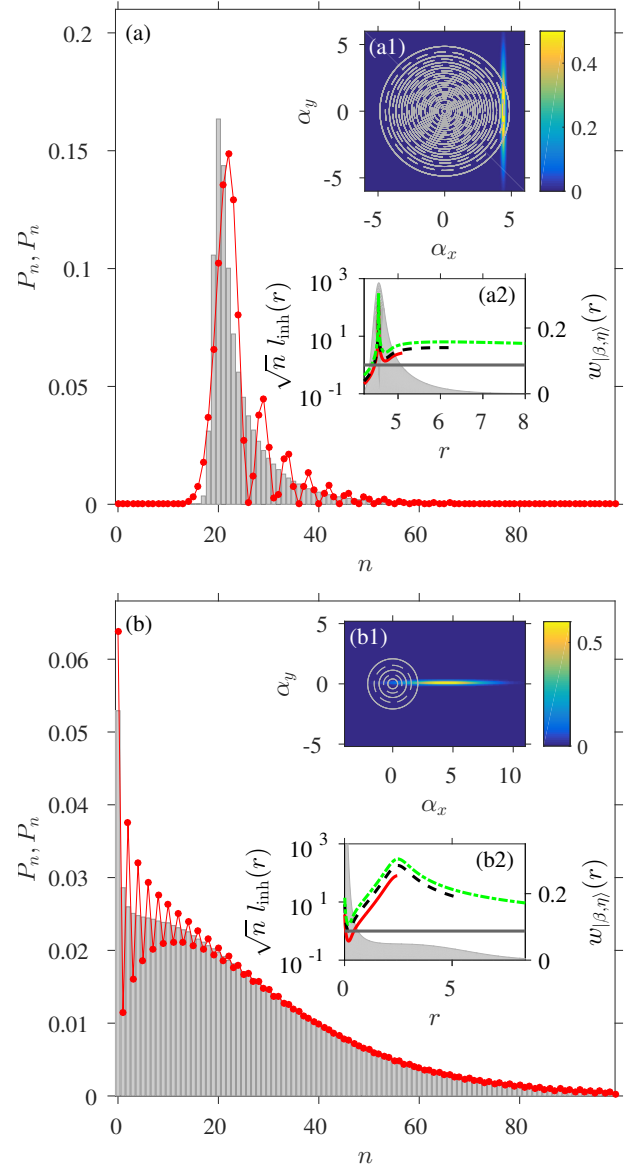 0.2
(a)
(a1)
5
0
-5
α_y
-5 0 5
α_x
0.4
0.2
0
0.15
P_n, P_n
0.1
0.05
0
10^3
10^1
10^-1
√n l_inh(r)
(a2)
0.2
0
w_|β,η⟩(r)
5 6 7 8
r
0 20 40 60 80
n
(b)
(b1)
5
0
-5
α_y
0 5 10
α_x
0.5
0
0.06
0.05
0.04
P_n, P_n
0.03
0.02
0.01
0
10^3
10^1
10^-1
√n l_inh(r)
(b2)
0.2
0
w_|β,η⟩(r)
0 5
r
0 20 40 60 80
n